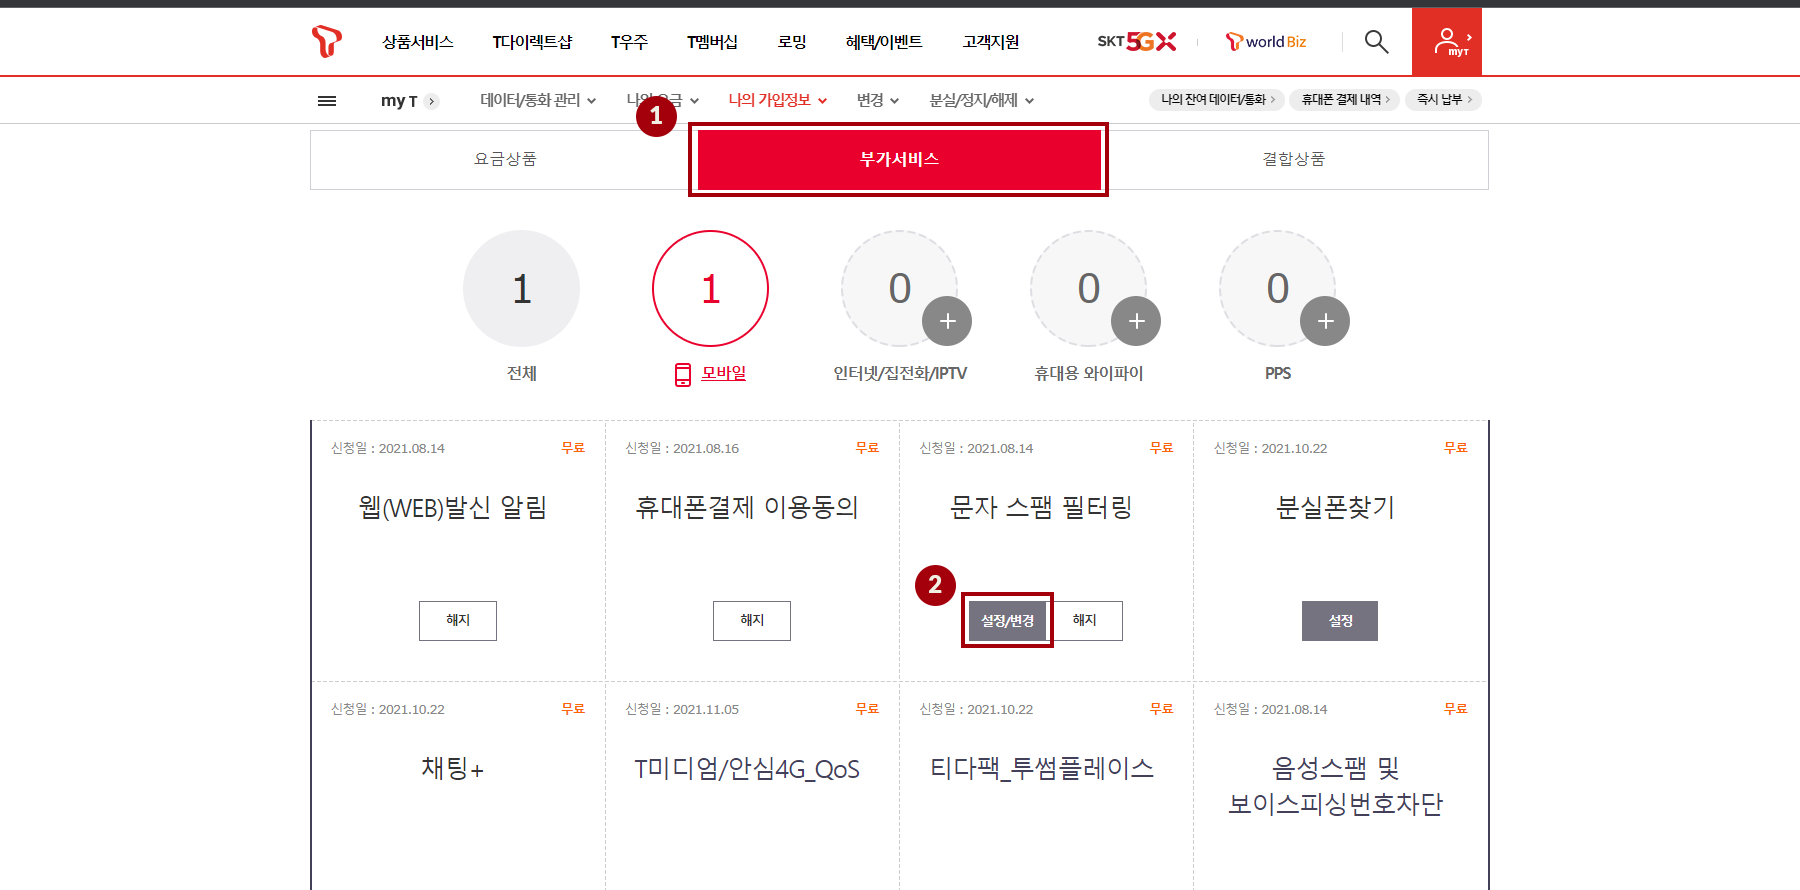 상품서비스 T다이렉트샵 T우주 T멤버십 로밍 혜택/이벤트 고객지원 SKT 5GX T world Biz myT
my T 데이터/통화 관리 나의 요금 나의 가입정보 변경 분실/정지/해제 나의 잔여 데이터/통화 휴대폰 결제 내역 즉시 납부
1
요금상품 부가서비스 결합상품
1 1 0 + 0 + 0 +
전체 모바일 인터넷/집전화/IPTV 휴대용 와이파이 PPS
신청일 : 2021.08.14 무료 신청일 : 2021.08.16 무료 신청일 : 2021.08.14 무료 신청일 : 2021.10.22 무료
웹(WEB)발신 알림 휴대폰결제 이용동의 문자 스팸 필터링 분실폰찾기
2
해지 해지 설정/변경 해지 설정
신청일 : 2021.10.22 무료 신청일 : 2021.11.05 무료 신청일 : 2021.10.22 무료 신청일 : 2021.08.14 무료
채팅+ T미디엄/안심4G_QoS 티다팩_투썸플레이스 음성스팸 및
보이스피싱번호차단